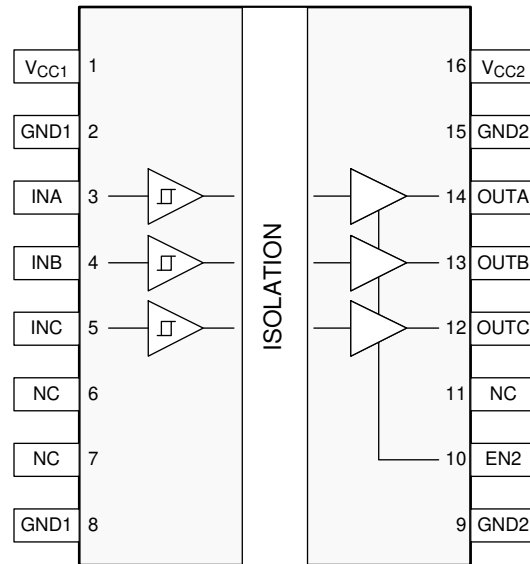 VCC1 1 16 VCC2
GND1 2 15 GND2
INA 3 14 OUTA
INB 4 13 OUTB
INC 5 12 OUTC
NC 6 11 NC
NC 7 10 EN2
GND1 8 9 GND2
ISOLATION